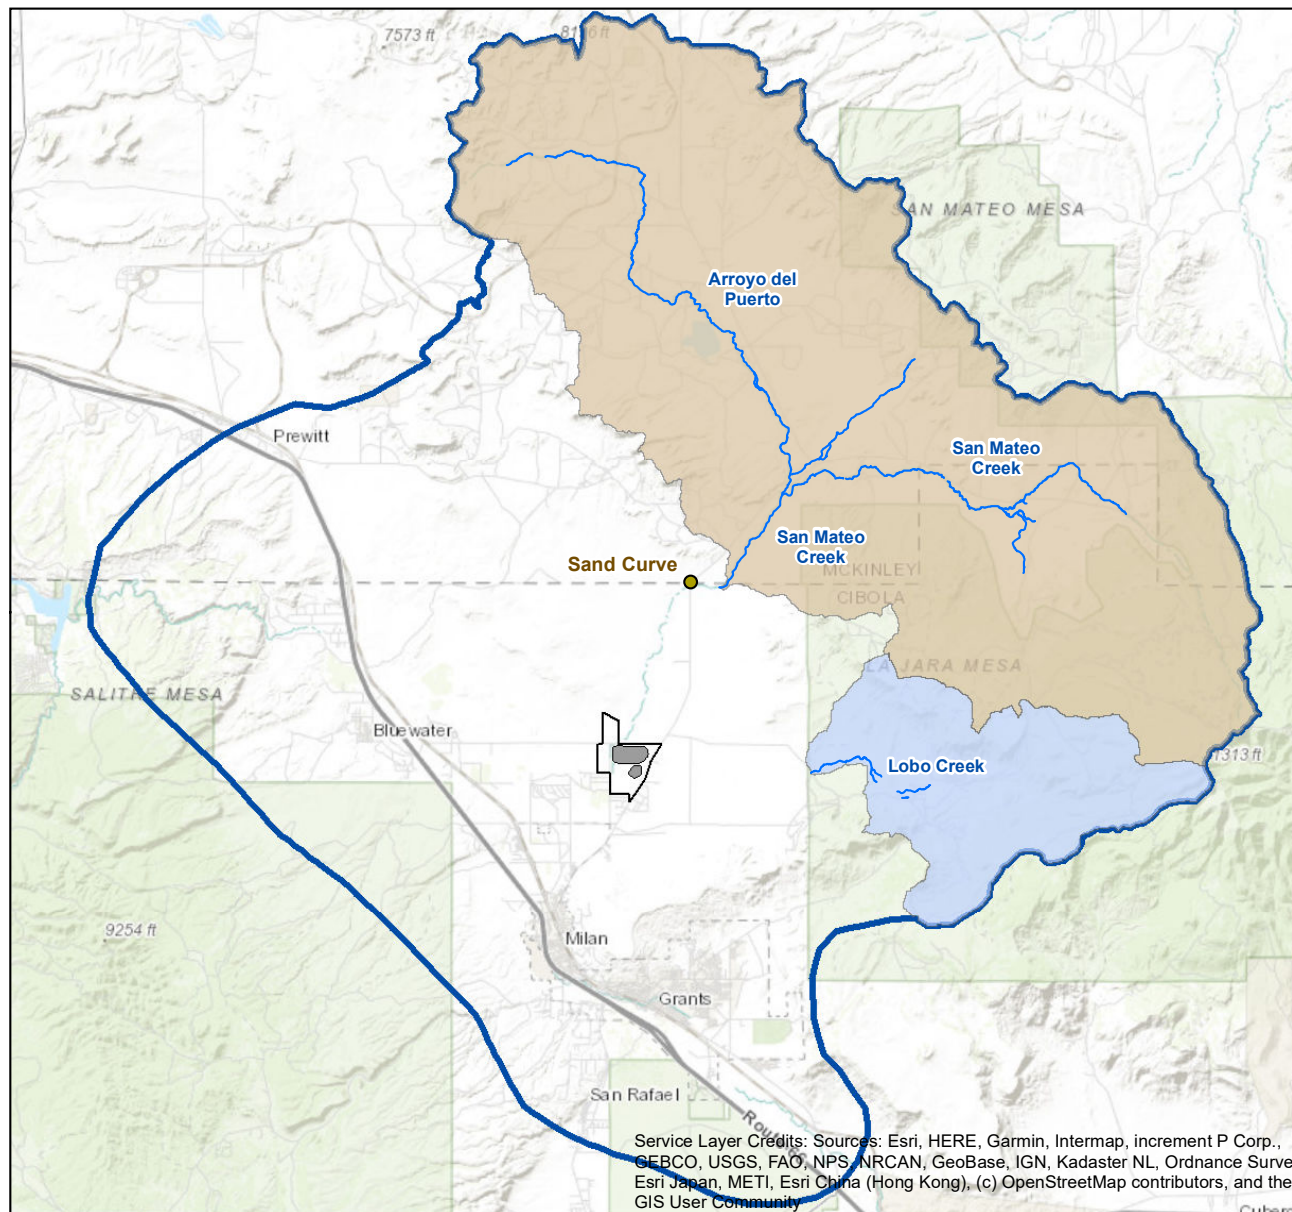 7573 ft
SAN MATEO MESA
Arroyo del
Puerto
Prewitt
San Mateo
Creek
San Mateo
Creek
Sand Curve
MCKINLEY
CIBOLA
LA JARA MESA
SALITRE MESA
Bluewater
Lobo Creek
1313 ft
9254 ft
Milan
Grants
San Rafael
Service Layer Credits: Sources: Esri, HERE, Garmin, Intermap, increment P Corp.,
GEBCO, USGS, FAO, NPS, NRCAN, GeoBase, IGN, Kadaster NL, Ordnance Surve
Esri Japan, METI, Esri China (Hong Kong), (c) OpenStreetMap contributors, and the
GIS User Community